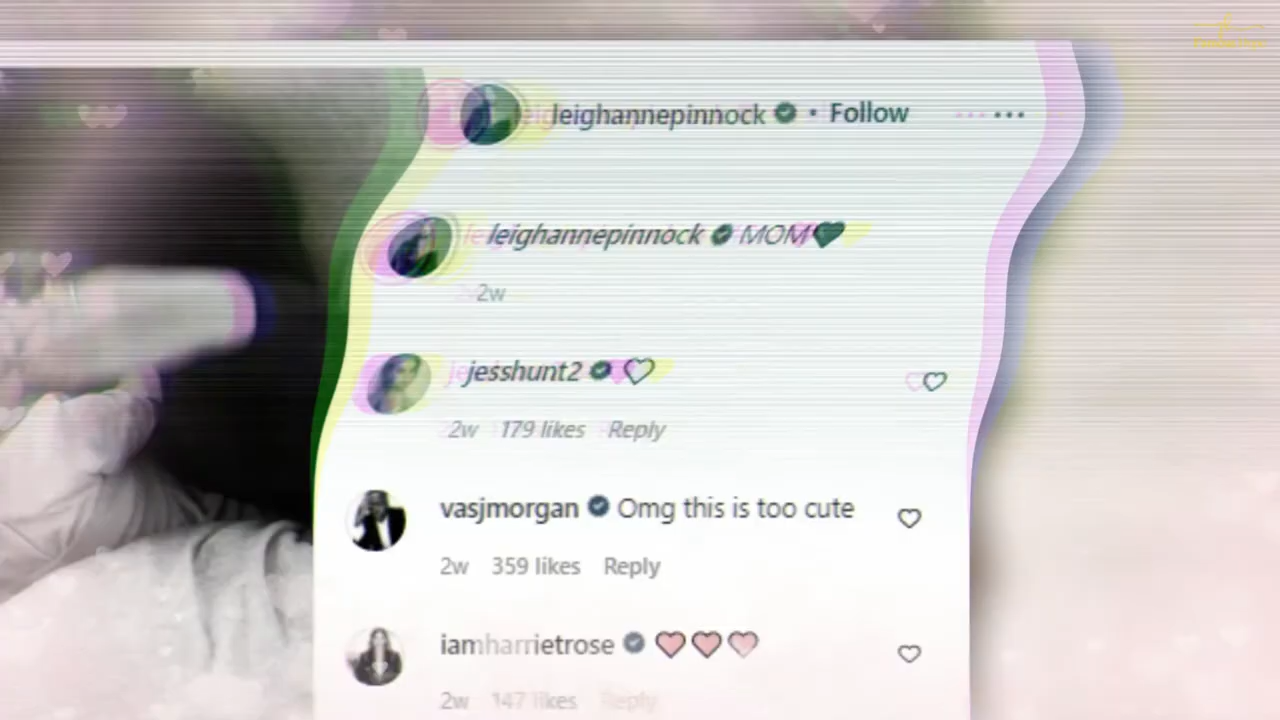 leighannepinnock • Follow •••
leighannepinnock MOM
2w
jesshunt2
2w 179 likes Reply
vasjmorgan Omg this is too cute
2w 359 likes Reply
iamharrietrose
2w 147 likes Reply